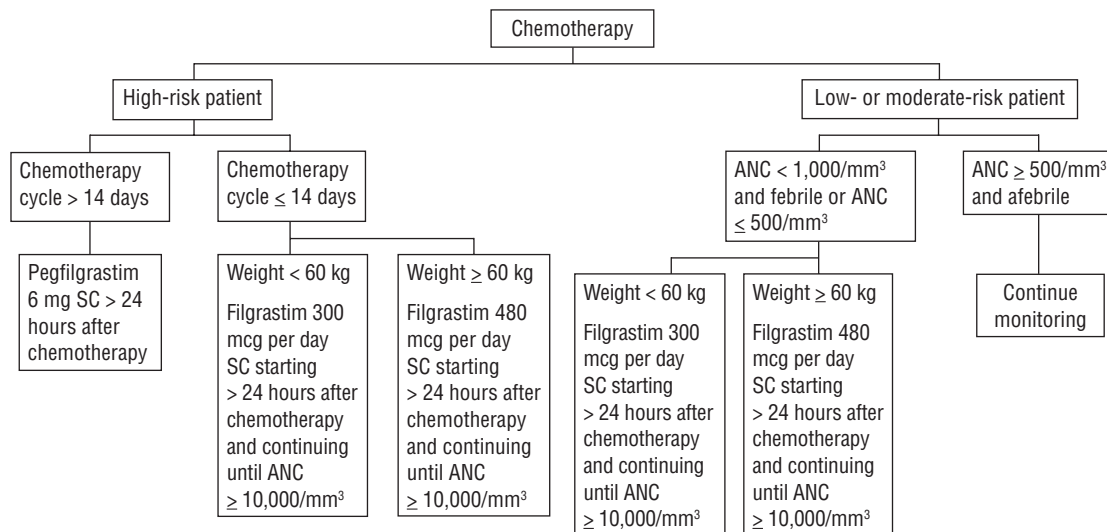 Chemotherapy
High-risk patient
Low- or moderate-risk patient
Chemotherapy
cycle > 14 days
Chemotherapy
cycle ≤ 14 days
ANC < 1,000/mm³
and febrile or ANC
≤ 500/mm³
ANC ≥ 500/mm³
and afebrile
Pegfilgrastim
6 mg SC > 24
hours after
chemotherapy
Weight < 60 kg
Filgrastim 300
mcg per day
SC starting
> 24 hours after
chemotherapy
and continuing
until ANC
≥ 10,000/mm³
Weight ≥ 60 kg
Filgrastim 480
mcg per day
SC starting
> 24 hours after
chemotherapy
and continuing
until ANC
≥ 10,000/mm³
Weight < 60 kg
Filgrastim 300
mcg per day
SC starting
> 24 hours after
chemotherapy
and continuing
until ANC
≥ 10,000/mm³
Weight ≥ 60 kg
Filgrastim 480
mcg per day
SC starting
> 24 hours after
chemotherapy
and continuing
until ANC
≥ 10,000/mm³
Continue
monitoring